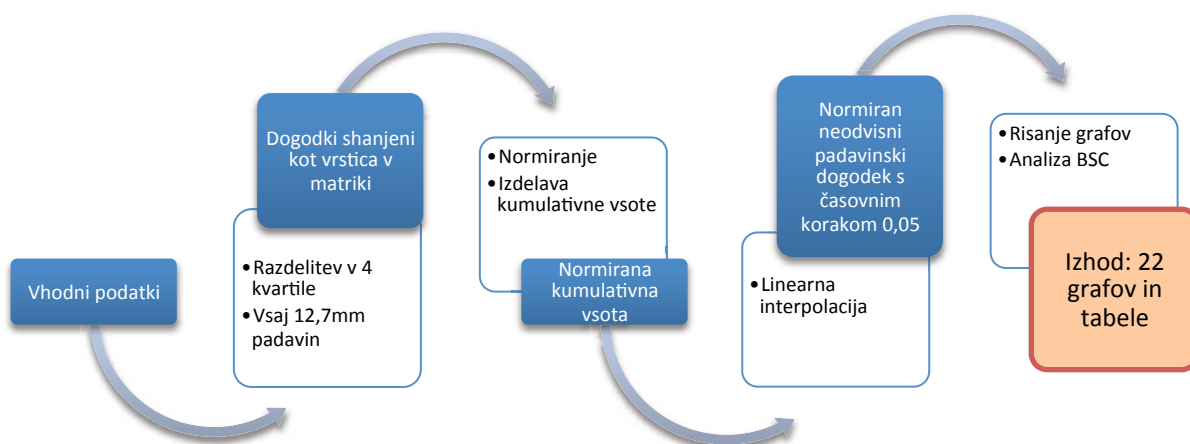 Vhodni podatki
Dogodki shanjeni
kot vrstica v
matriki
•Razdelitev v 4
kvartile
•Vsaj 12,7mm
padavin
•Normiranje
•Izdelava
kumulativne vsote
Normirana
kumulativna
vsota
Normiran
neodvisni
padavinski
dogodek s
časovnim
korakom 0,05
•Linearna
interpolacija
•Risanje grafov
•Analiza BSC
Izhod: 22
grafov in
tabele